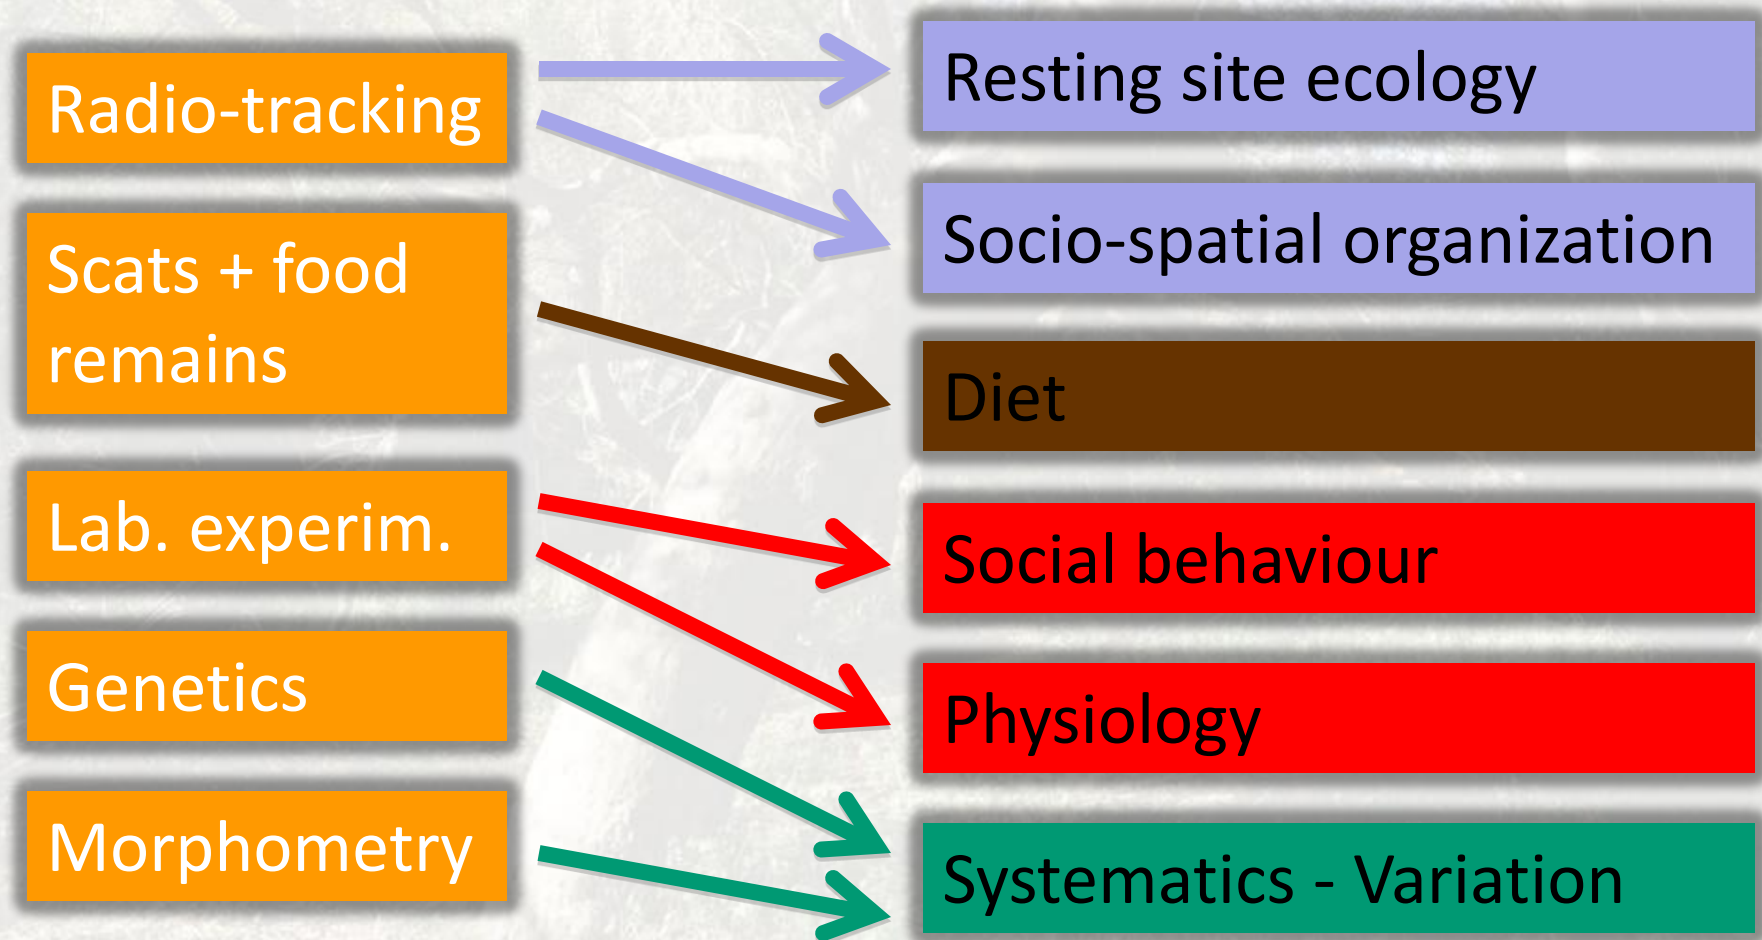 Radio-tracking
Scats + food
remains
Lab. experim.
Genetics
Morphometry
Resting site ecology
Socio-spatial organization
Diet
Social behaviour
Physiology
Systematics - Variation